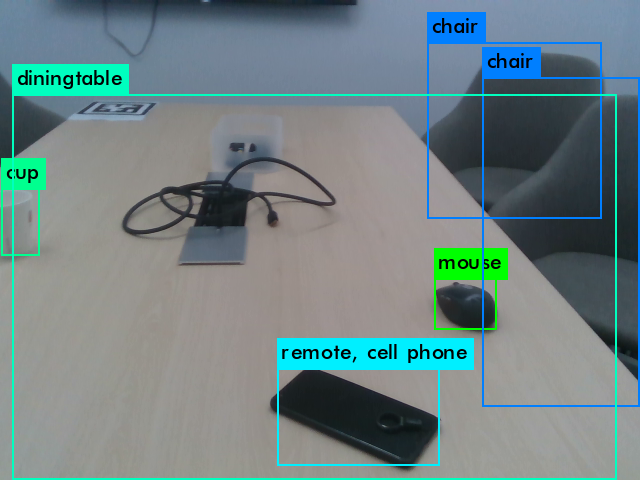 chair
chair
diningtable
cup
mouse
remote, cell phone